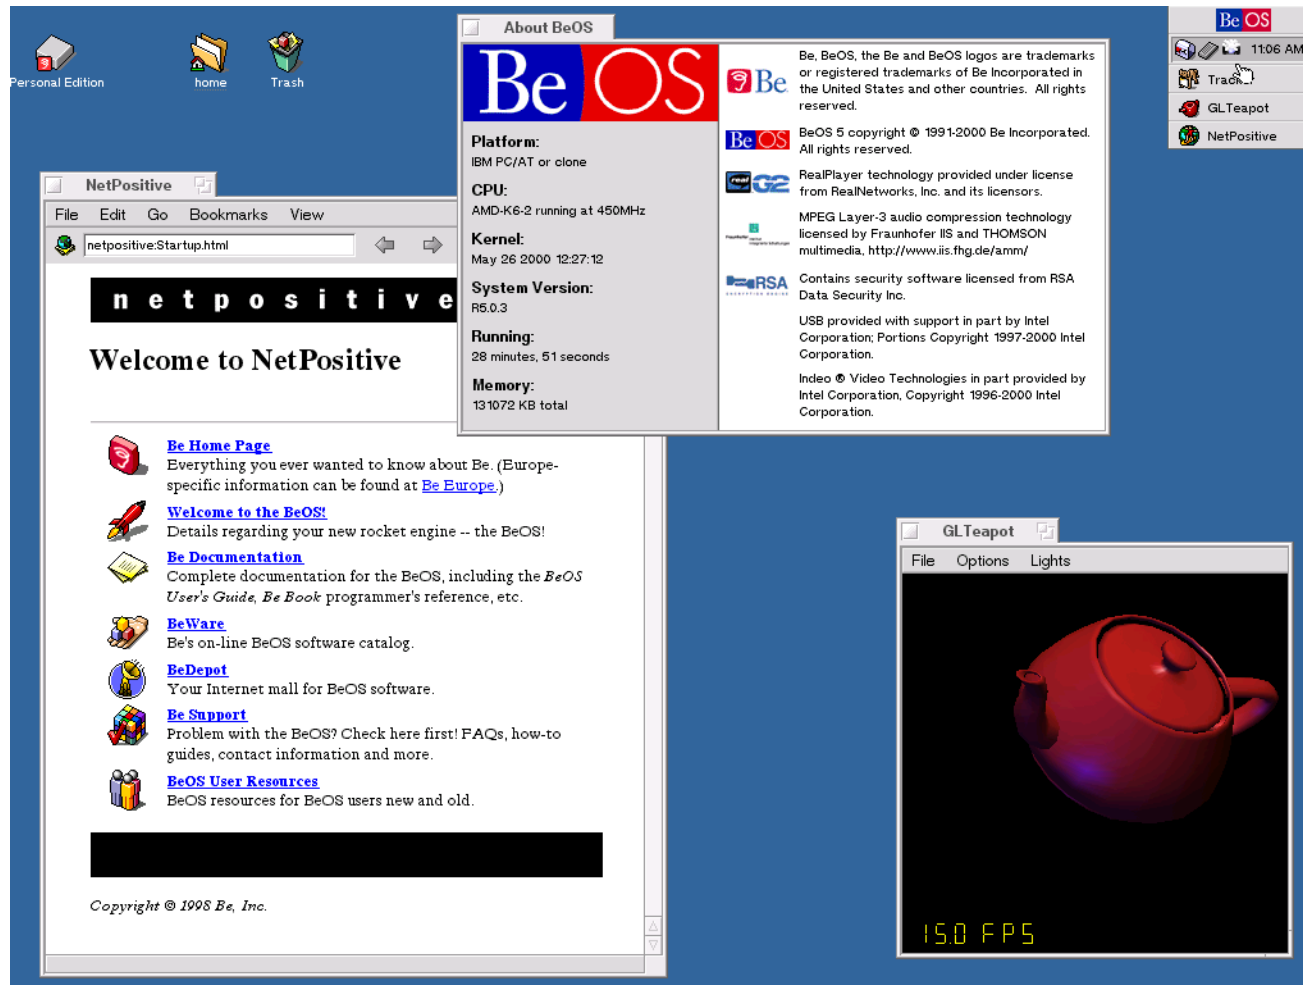 Personal Edition
home
Trash
Be OS
11:06 AM
Track
GLTeapot
NetPositive
About BeOS
Be OS
Platform:
IBM PC/AT or clone
CPU:
AMD-K6-2 running at 450MHz
Kernel:
May 26 2000 12:27:12
System Version:
R5.0.3
Running:
28 minutes, 51 seconds
Memory:
131072 KB total
Be
Be, BeOS, the Be and BeOS logos are trademarks
or registered trademarks of Be Incorporated in
the United States and other countries.  All rights
reserved.
Be OS
BeOS 5 copyright © 1991-2000 Be Incorporated.
All rights reserved.
real G2
RealPlayer technology provided under license
from RealNetworks, Inc. and its licensors.
MPEG Layer-3 audio compression technology
licensed by Fraunhofer IIS and THOMSON
multimedia, http://www.iis.fhg.de/amm/
RSA
Contains security software licensed from RSA
Data Security Inc.
USB provided with support in part by Intel
Corporation; Portions Copyright 1997-2000 Intel
Corporation.
Indeo ® Video Technologies in part provided by
Intel Corporation, Copyright 1996-2000 Intel
Corporation.
NetPositive
File Edit Go Bookmarks View
netpositive:Startup.html
netpositive
Welcome to NetPositive
Be Home Page
Everything you ever wanted to know about Be. (Europe-
specific information can be found at Be Europe.)
Welcome to the BeOS!
Details regarding your new rocket engine -- the BeOS!
Be Documentation
Complete documentation for the BeOS, including the BeOS
User's Guide, Be Book programmer's reference, etc.
BeWare
Be's on-line BeOS software catalog.
BeDepot
Your Internet mall for BeOS software.
Be Support
Problem with the BeOS? Check here first! FAQs, how-to
guides, contact information and more.
BeOS User Resources
BeOS resources for BeOS users new and old.
Copyright © 1998 Be, Inc.
GLTeapot
File Options Lights
15.0 FPS